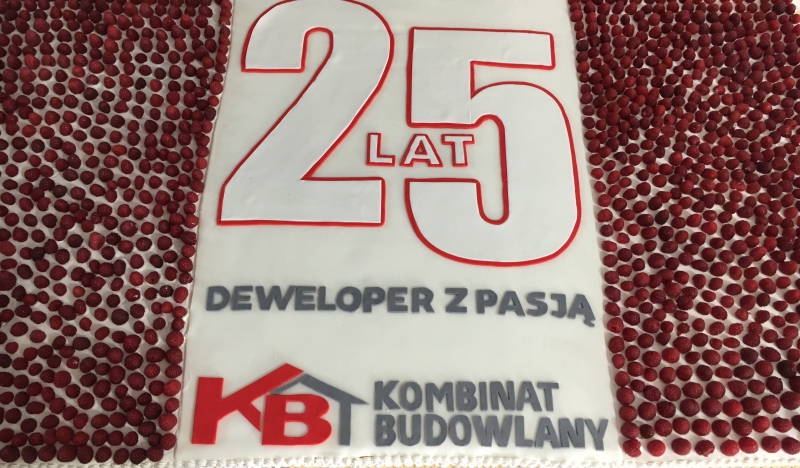 25
LAT
DEWELOPER Z PASJĄ
KB
KOMBINAT
BUDOWLANY